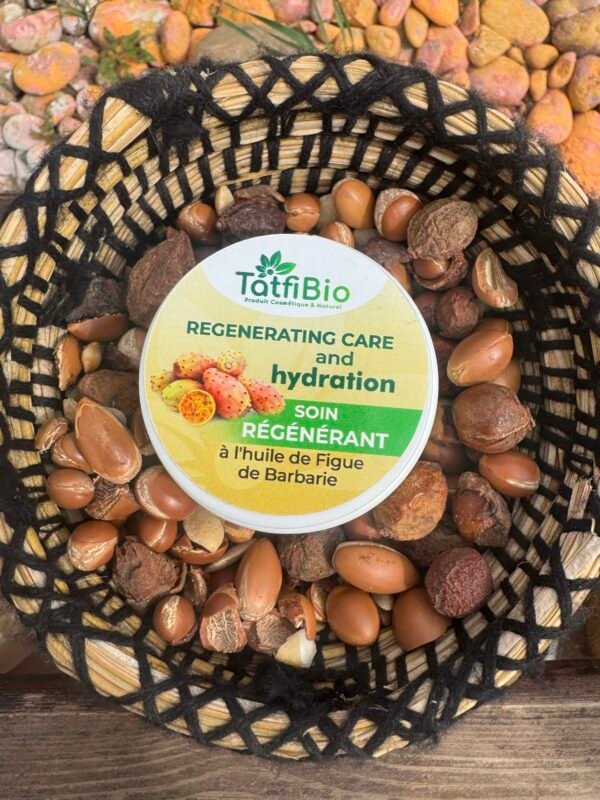 TatfiBio
Produit Cosmétique & Naturel
REGENERATING CARE
and
hydration
SOIN
RÉGÉNÉRANT
à l'huile de Figue
de Barbarie